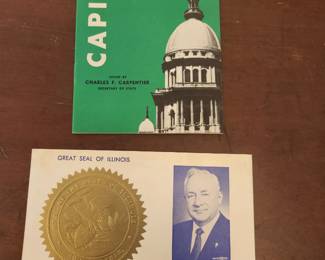 CAPI
ISSUED BY
CHARLES F. CARPENTIER
SECRETARY OF STATE
GREAT SEAL OF ILLINOIS